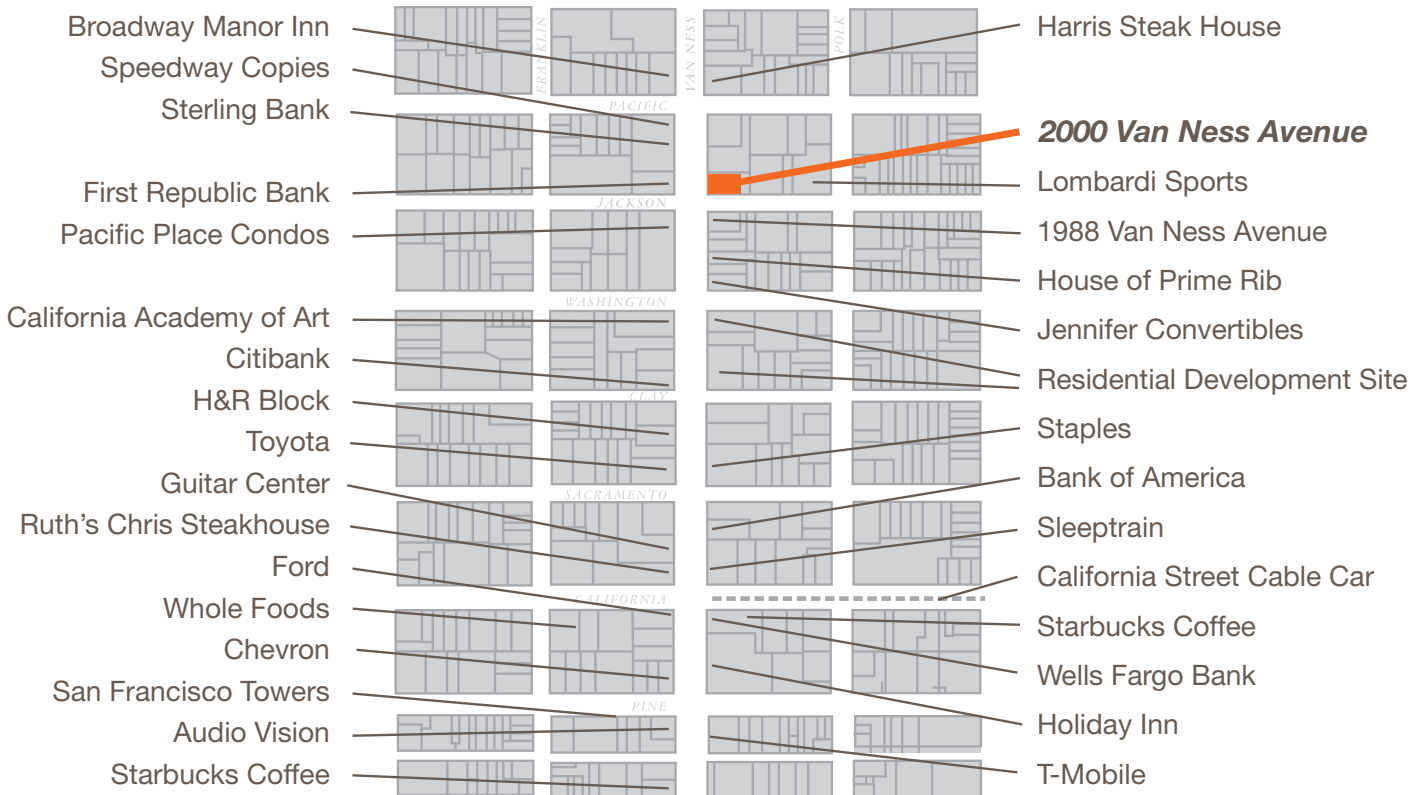 Broadway Manor Inn
Speedway Copies
Sterling Bank
First Republic Bank
Pacific Place Condos
California Academy of Art
Citibank
H&R Block
Toyota
Guitar Center
Ruth’s Chris Steakhouse
Ford
Whole Foods
Chevron
San Francisco Towers
Audio Vision
Starbucks Coffee
FRANKLIN
VAN NESS
POLK
PACIFIC
JACKSON
WASHINGTON
CLAY
SACRAMENTO
CALIFORNIA
PINE
Harris Steak House
2000 Van Ness Avenue
Lombardi Sports
1988 Van Ness Avenue
House of Prime Rib
Jennifer Convertibles
Residential Development Site
Staples
Bank of America
Sleeptrain
California Street Cable Car
Starbucks Coffee
Wells Fargo Bank
Holiday Inn
T-Mobile